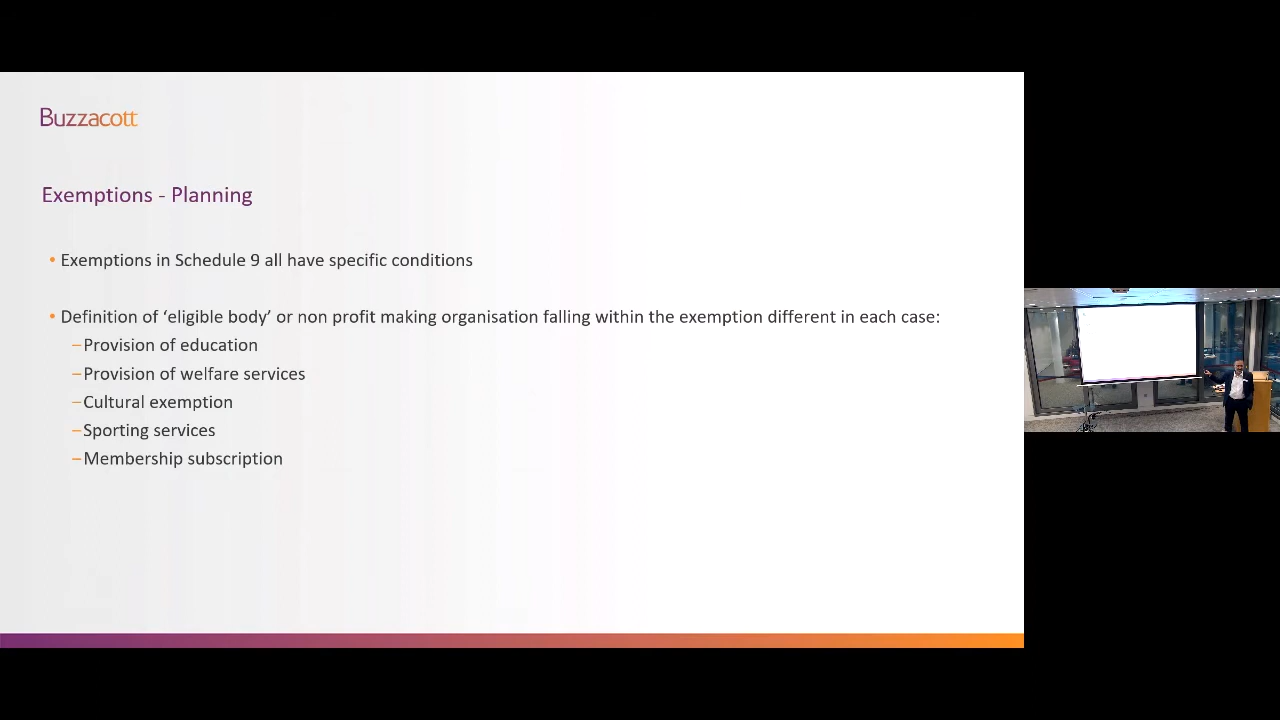 Buzzacott
Exemptions - Planning
• Exemptions in Schedule 9 all have specific conditions
• Definition of ‘eligible body’ or non profit making organisation falling within the exemption different in each case:
–Provision of education
–Provision of welfare services
–Cultural exemption
–Sporting services
–Membership subscription